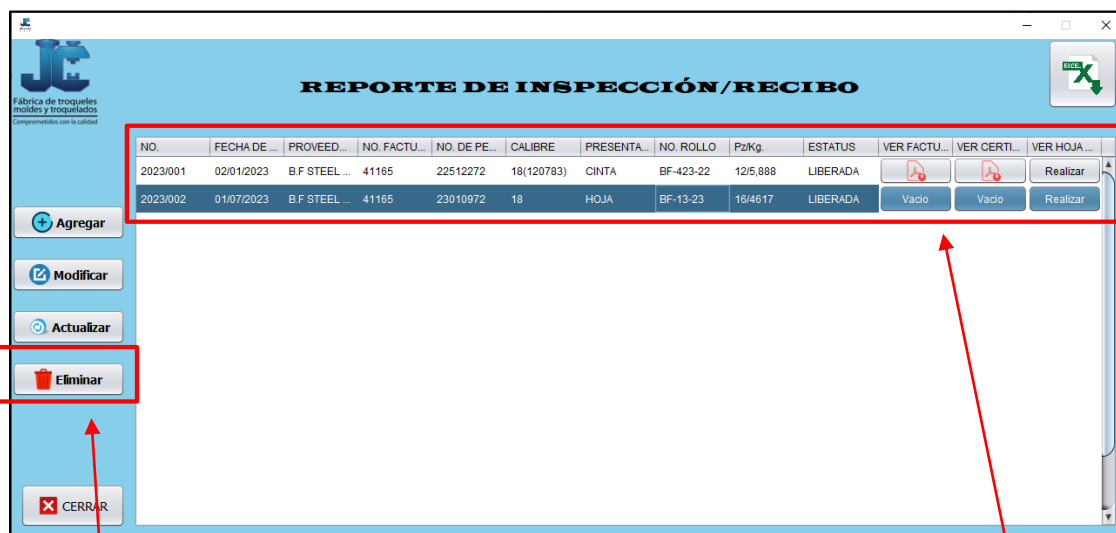 JC
Fábrica de troqueles
moldes y troquelados
Comprometidos con la calidad
REPORTE DE INSPECCIÓN/RECIBO
EXCEL
X
NO. FECHA DE ... PROVEED... NO. FACTU... NO. DE PE... CALIBRE PRESENTA... NO. ROLLO Pz/Kg. ESTATUS VER FACTU... VER CERTI... VER HOJA ...
2023/001 02/01/2023 B.F STEEL ... 41165 22512272 18(120783) CINTA BF-423-22 12/5,888 LIBERADA Realizar
2023/002 01/07/2023 B.F STEEL ... 41165 23010972 18 HOJA BF-13-23 16/4617 LIBERADA Vacio Vacio Realizar
Agregar
Modificar
Actualizar
Eliminar
CERRAR